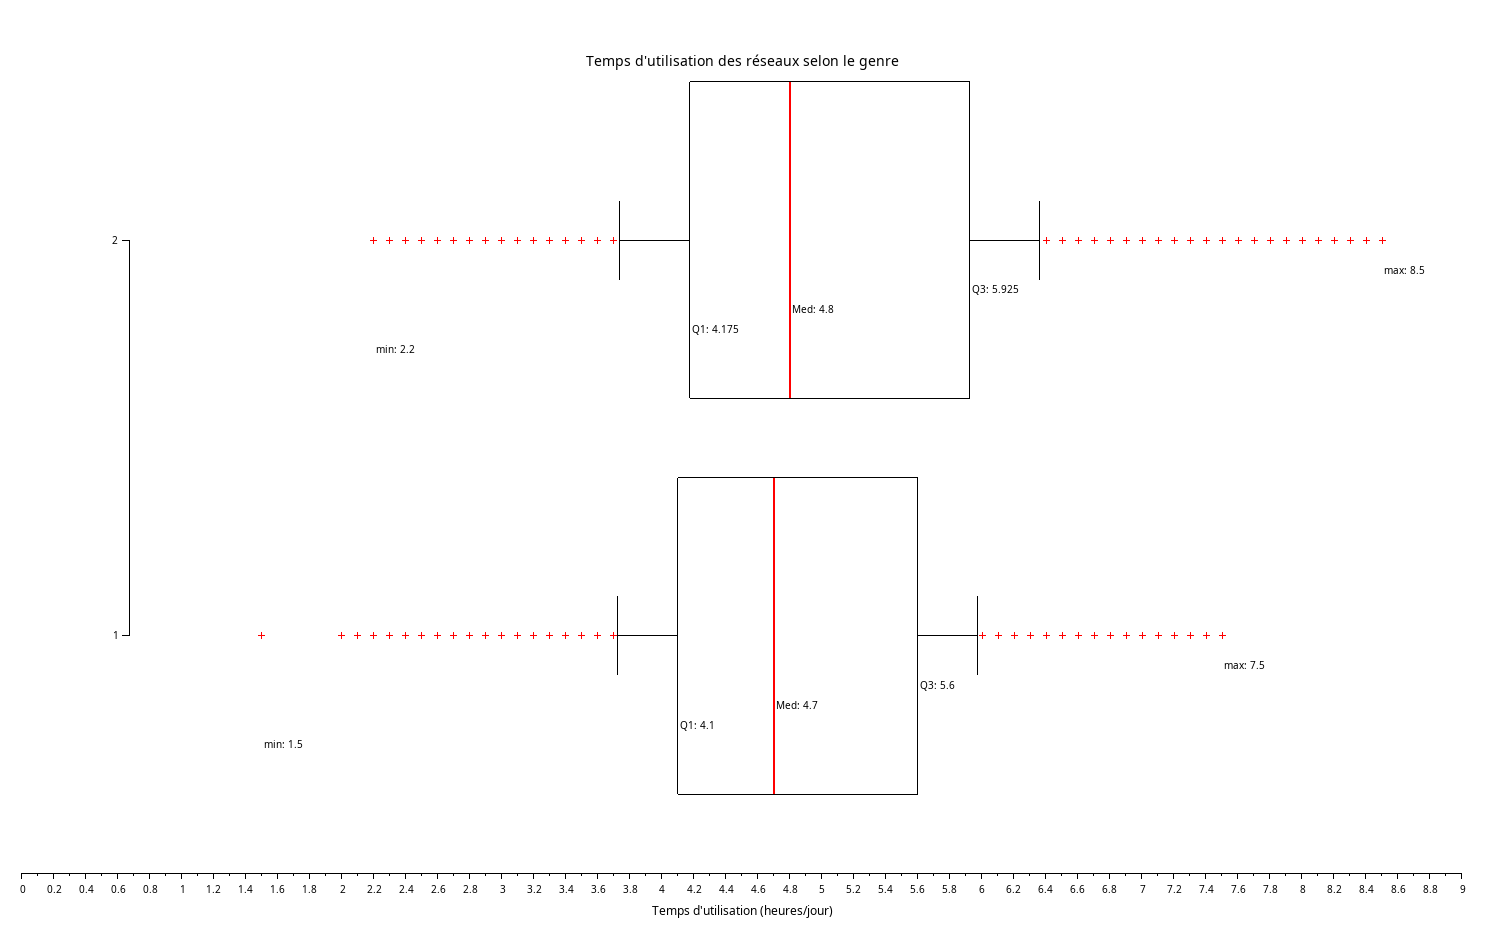 Temps d'utilisation des réseaux selon le genre
2
max: 8.5
Q3: 5.925
Med: 4.8
Q1: 4.175
min: 2.2
1
max: 7.5
Q3: 5.6
Med: 4.7
Q1: 4.1
min: 1.5
0 0.2 0.4 0.6 0.8 1 1.2 1.4 1.6 1.8 2 2.2 2.4 2.6 2.8 3 3.2 3.4 3.6 3.8 4 4.2 4.4 4.6 4.8 5 5.2 5.4 5.6 5.8 6 6.2 6.4 6.6 6.8 7 7.2 7.4 7.6 7.8 8 8.2 8.4 8.6 8.8 9
Temps d'utilisation (heures/jour)